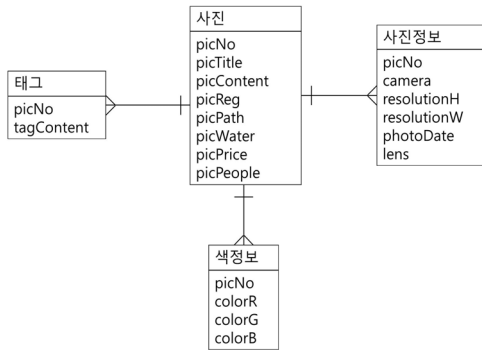 사진
picNo
picTitle
picContent
picReg
picPath
picWater
picPrice
picPeople
태그
picNo
tagContent
사진정보
picNo
camera
resolutionH
resolutionW
photoDate
lens
색정보
picNo
colorR
colorG
colorB